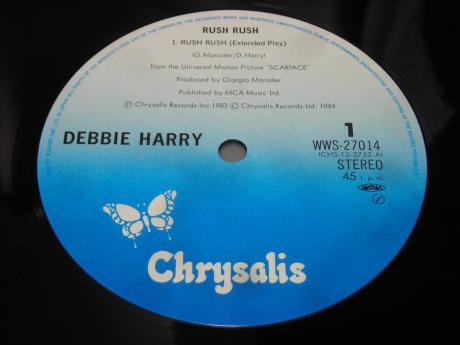 RUSH RUSH
1. RUSH RUSH (Extended Play)
(G. Moroder/D. Harry)
From the Universal Motion Picture "SCARFACE"
Produced by Giorgio Moroder
Published by MCA Music Ltd.
Ⓟ Chrysalis Records Inc. 1983 Ⓒ Chrysalis Records Ltd. 1984
DEBBIE HARRY
1
WWS-27014
(CHS-12-2752-A)
STEREO
45 r.p.m.
Chrysalis